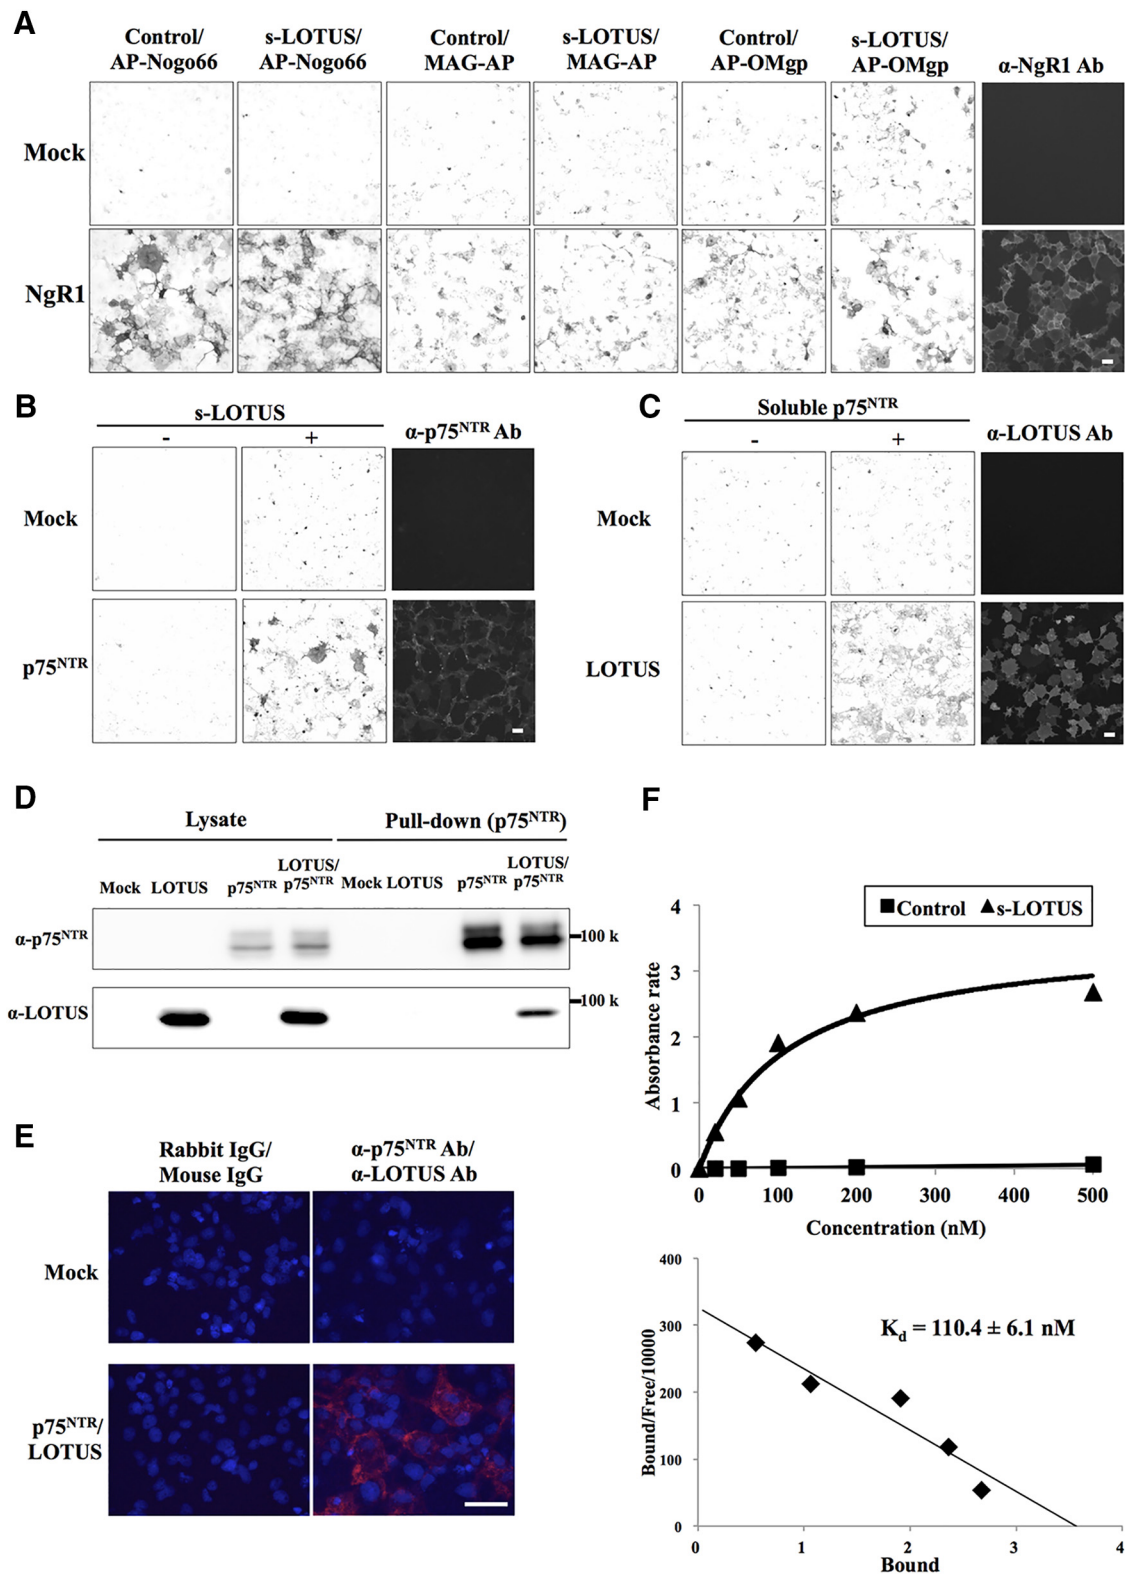 A
Control/
AP-Nogo66
s-LOTUS/
AP-Nogo66
Control/
MAG-AP
s-LOTUS/
MAG-AP
Control/
AP-OMgp
s-LOTUS/
AP-OMgp
α-NgR1 Ab
Mock
NgR1
B
s-LOTUS
- +
α-p75NTR Ab
Mock
p75NTR
C
Soluble p75NTR
- +
α-LOTUS Ab
Mock
LOTUS
D
Lysate
Pull-down (p75NTR)
Mock LOTUS p75NTR LOTUS/
p75NTR
Mock LOTUS p75NTR LOTUS/
p75NTR
α-p75NTR
100 k
α-LOTUS
100 k
E
Rabbit IgG/
Mouse IgG
α-p75NTR Ab/
α-LOTUS Ab
Mock
p75NTR/
LOTUS
F
Control s-LOTUS
Absorbance rate
4
3
2
1
0
0 100 200 300 400 500
Concentration (nM)
Bound/Free/10000
400
300
200
100
0
Kd = 110.4 ± 6.1 nM
0 1 2 3 4
Bound